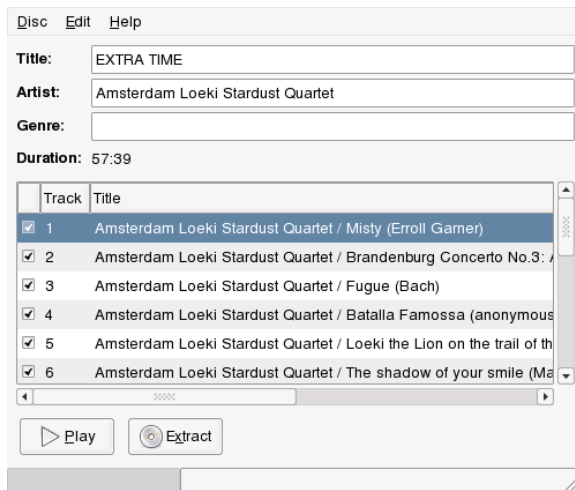 Disc Edit Help
Title: EXTRA TIME
Artist: Amsterdam Loeki Stardust Quartet
Genre:
Duration: 57:39
Track Title
1 Amsterdam Loeki Stardust Quartet / Misty (Erroll Garner)
2 Amsterdam Loeki Stardust Quartet / Brandenburg Concerto No.3:
3 Amsterdam Loeki Stardust Quartet / Fugue (Bach)
4 Amsterdam Loeki Stardust Quartet / Batalla Famossa (anonymous
5 Amsterdam Loeki Stardust Quartet / Loeki the Lion on the trail of th
6 Amsterdam Loeki Stardust Quartet / The shadow of your smile (Ma
Play Extract